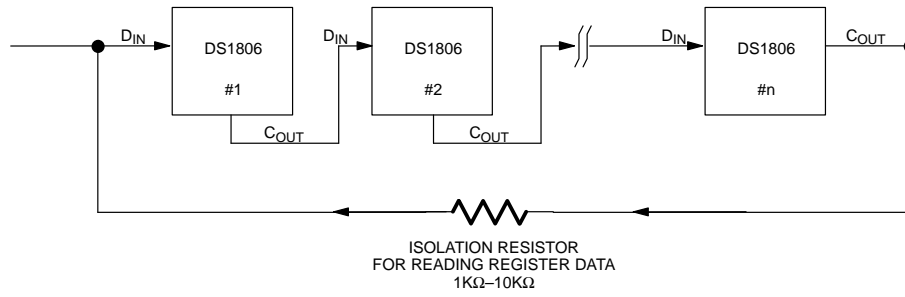 DIN
DS1806
#1
COUT
DIN
DS1806
#2
COUT
DIN
DS1806
#n
COUT
ISOLATION RESISTOR
FOR READING REGISTER DATA
1KΩ–10KΩ